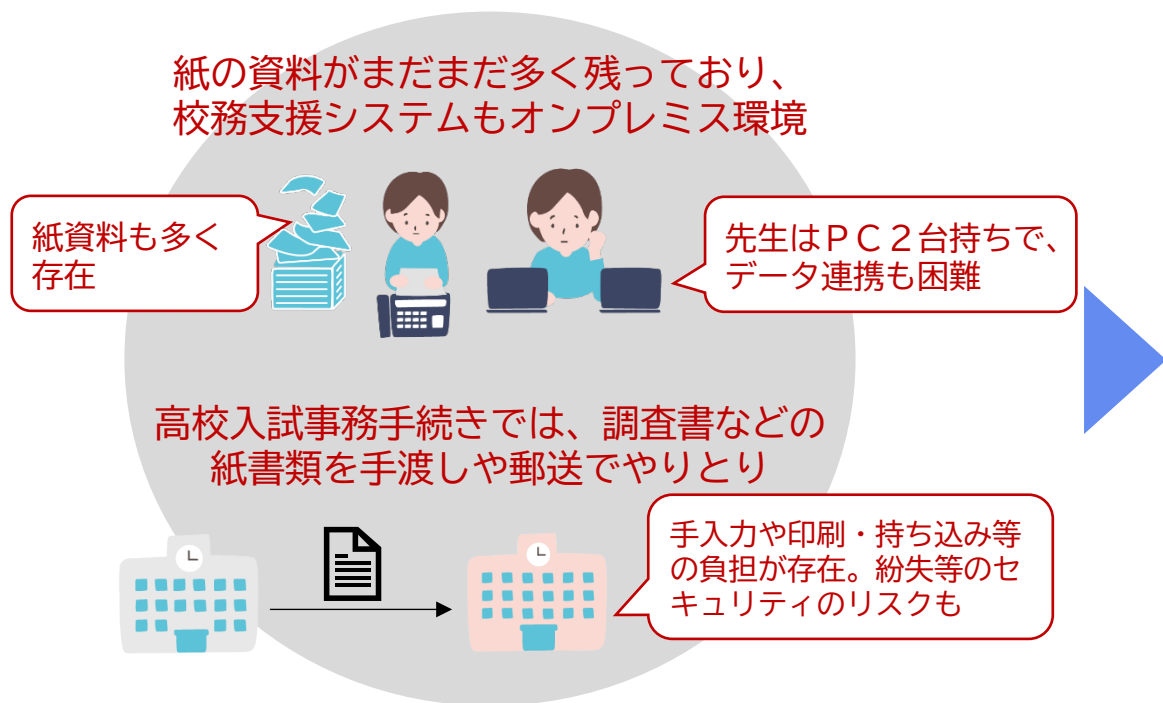 紙の資料がまだまだ多く残っており、
校務支援システムもオンプレミス環境
紙資料も多く
存在
先生はＰＣ２台持ちで、
データ連携も困難
高校入試事務手続きでは、調査書などの
紙書類を手渡しや郵送でやりとり
手入力や印刷・持ち込み等
の負担が存在。紛失等のセ
キュリティのリスクも